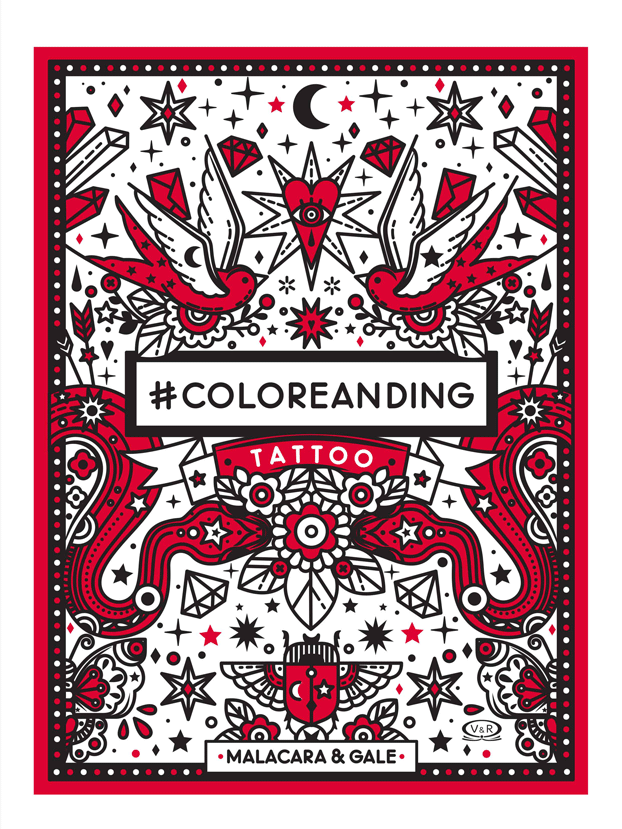 #COLOREANDING
TATTOO
V&R
•MALACARA & GALE•